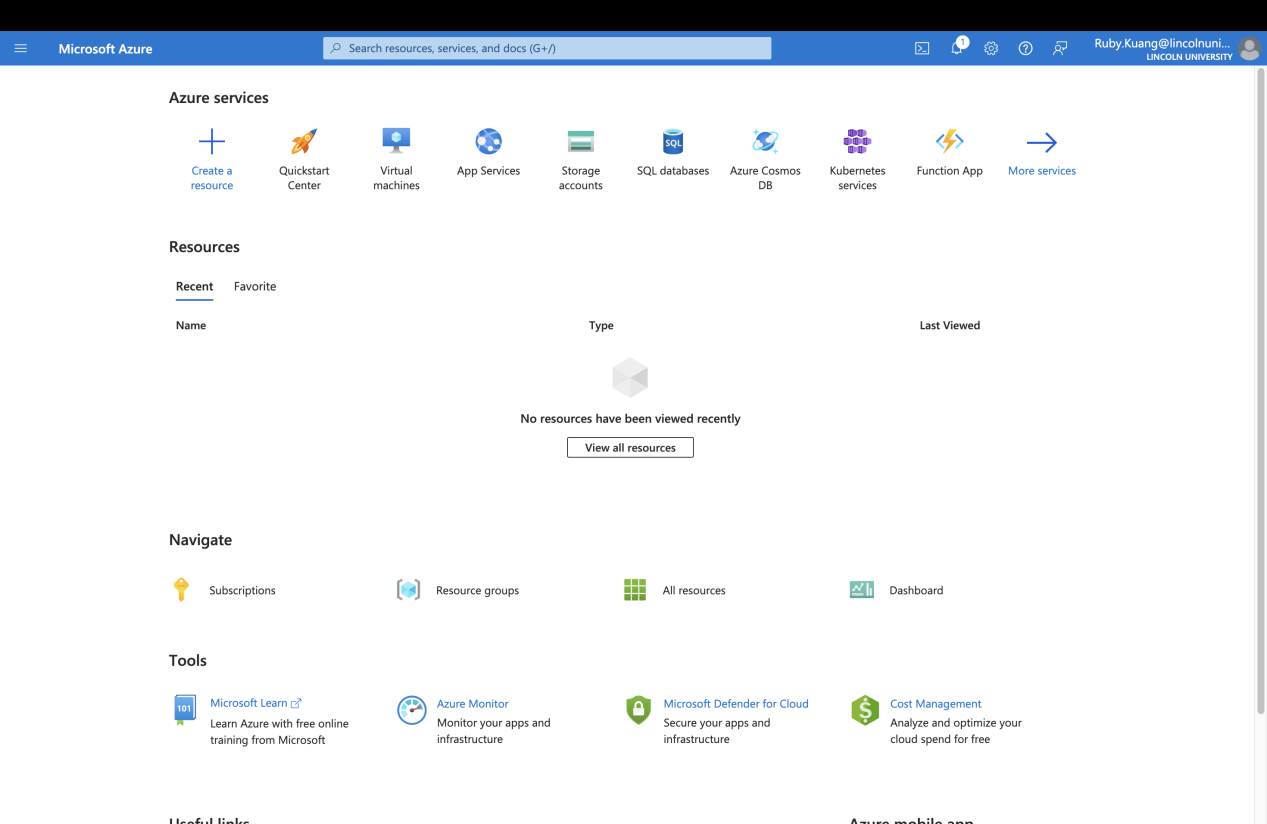 Microsoft Azure
Search resources, services, and docs (G+/)
1
Ruby.Kuang@lincolnuni...
LINCOLN UNIVERSITY
Azure services
Create a
resource
Quickstart
Center
Virtual
machines
App Services
Storage
accounts
SQL
SQL databases
Azure Cosmos
DB
Kubernetes
services
Function App
More services
Resources
Recent
Favorite
Name
Type
Last Viewed
No resources have been viewed recently
View all resources
Navigate
Subscriptions
Resource groups
All resources
Dashboard
Tools
101
Microsoft Learn
Learn Azure with free online
training from Microsoft
Azure Monitor
Monitor your apps and
infrastructure
Microsoft Defender for Cloud
Secure your apps and
infrastructure
$
Cost Management
Analyze and optimize your
cloud spend for free
Useful links
Azure mobile app